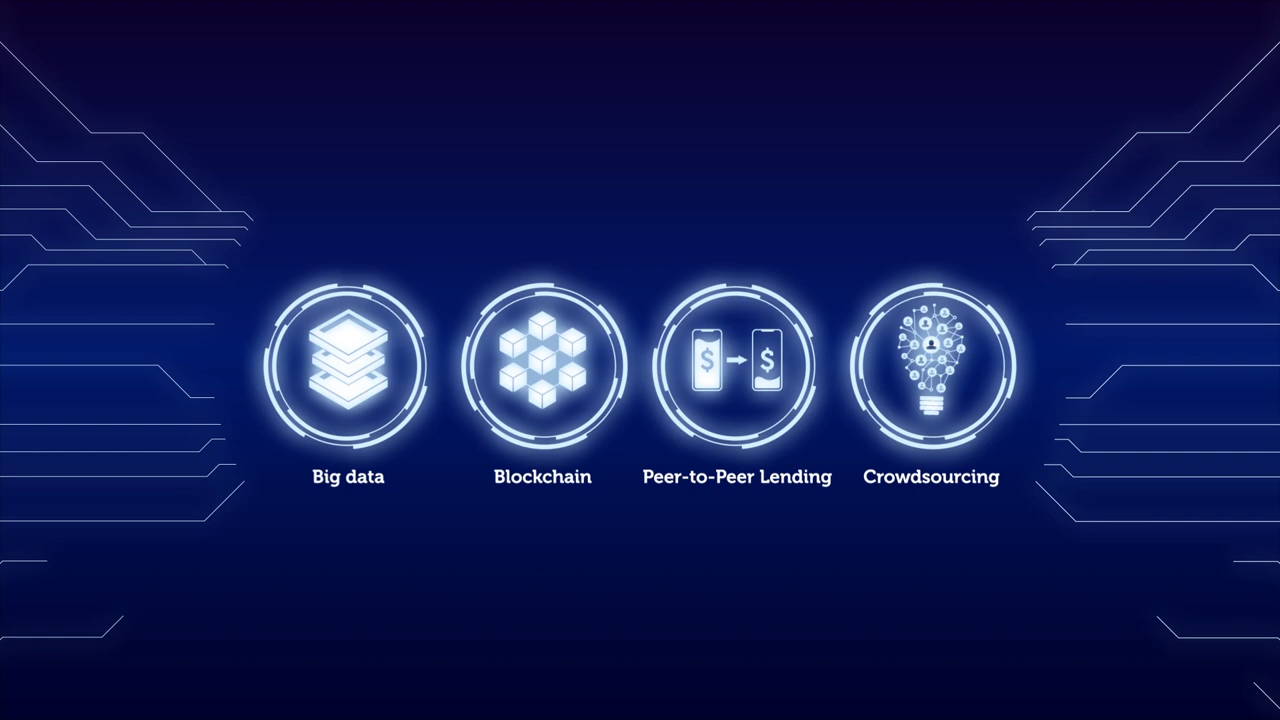 $ $
Big data
Blockchain
Peer-to-Peer Lending
Crowdsourcing